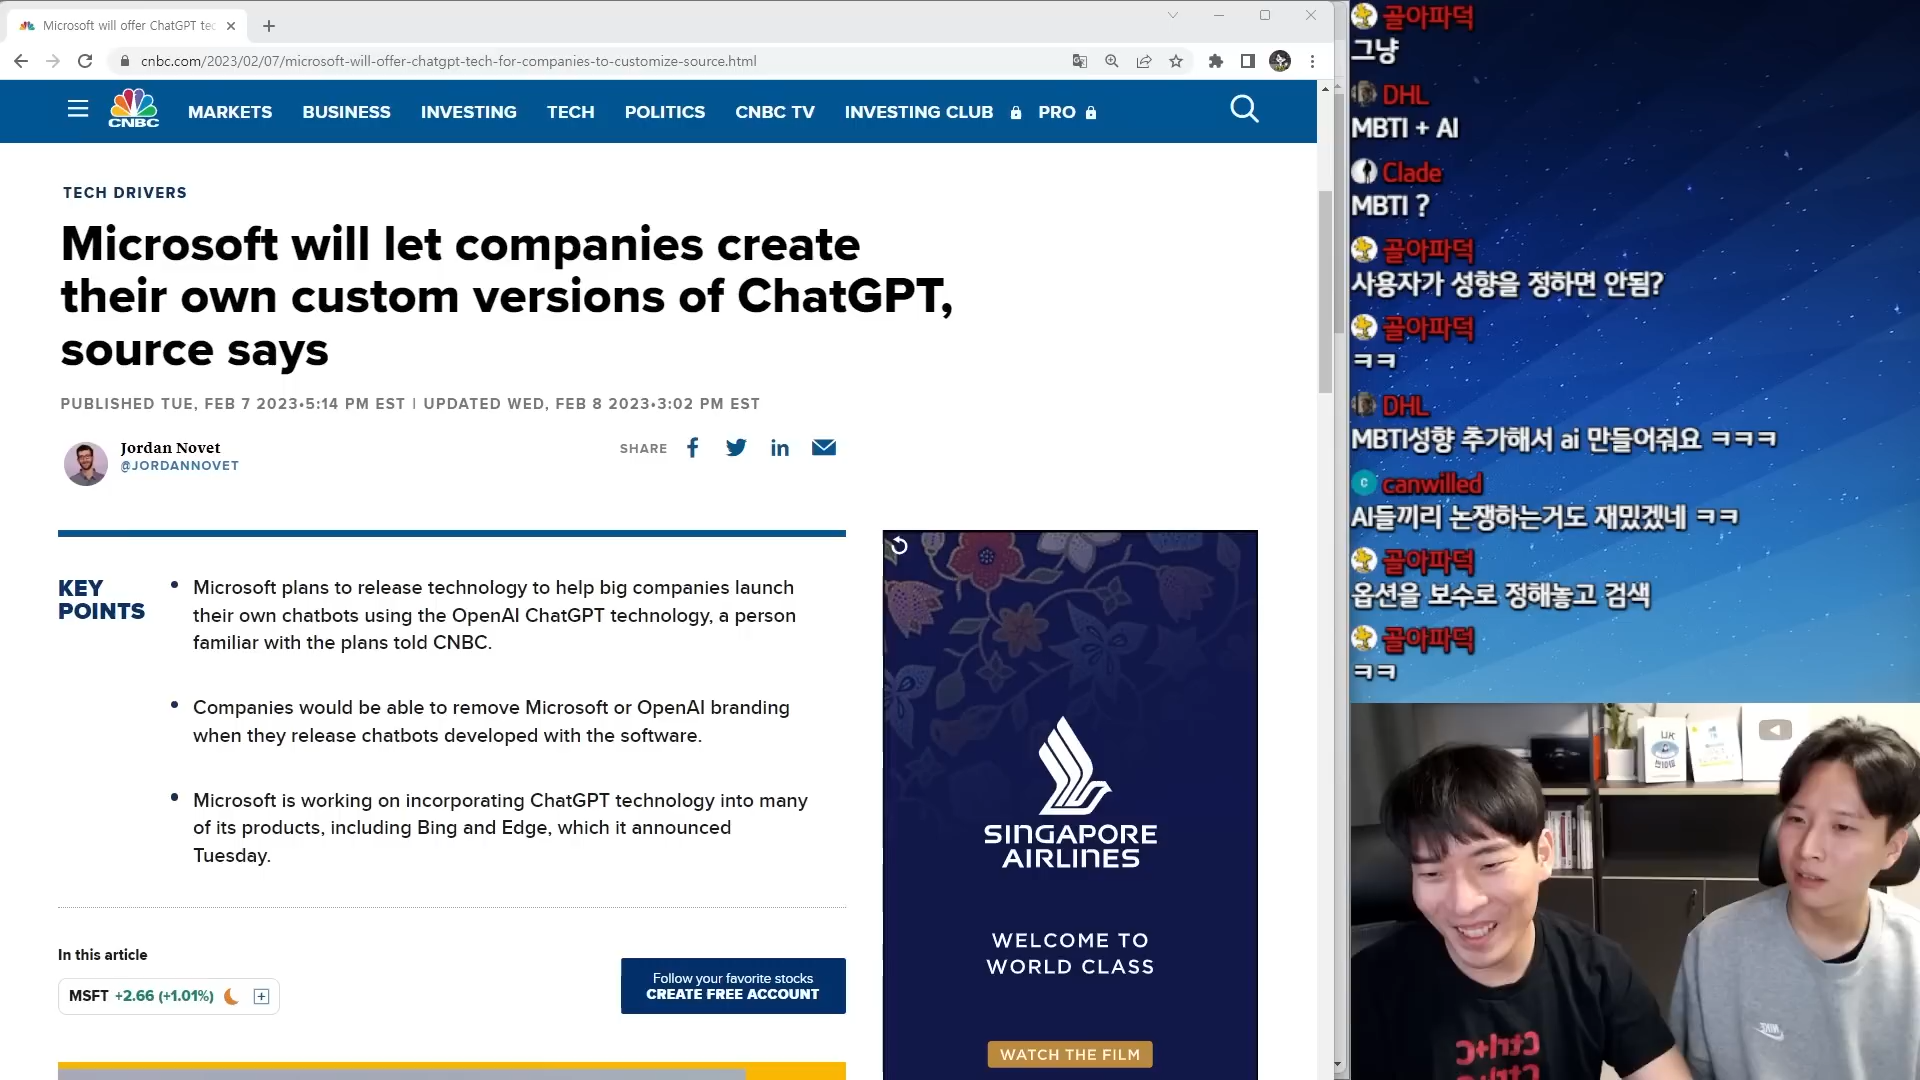 Microsoft will offer ChatGPT tec
cnbc.com/2023/02/07/microsoft-will-offer-chatgpt-tech-for-companies-to-customize-source.html
CNBC
MARKETS BUSINESS INVESTING TECH POLITICS CNBC TV INVESTING CLUB PRO
TECH DRIVERS
Microsoft will let companies create
their own custom versions of ChatGPT,
source says
PUBLISHED TUE, FEB 7 2023•5:14 PM EST | UPDATED WED, FEB 8 2023•3:02 PM EST
Jordan Novet
@JORDANNOVET
SHARE
KEY
POINTS
Microsoft plans to release technology to help big companies launch
their own chatbots using the OpenAI ChatGPT technology, a person
familiar with the plans told CNBC.
Companies would be able to remove Microsoft or OpenAI branding
when they release chatbots developed with the software.
Microsoft is working on incorporating ChatGPT technology into many
of its products, including Bing and Edge, which it announced
Tuesday.
In this article
MSFT +2.66 (+1.01%)
Follow your favorite stocks
CREATE FREE ACCOUNT
SINGAPORE
AIRLINES
WELCOME TO
WORLD CLASS
WATCH THE FILM
골아파덕
그냥
DHL
MBTI + AI
Clade
MBTI ?
골아파덕
사용자가 성향을 정하면 안됨?
골아파덕
ㅋㅋ
DHL
MBTI성향 추가해서 ai 만들어줘요 ㅋㅋㅋ
C canwilled
AI들끼리 논쟁하는거도 재밌겠네 ㅋㅋ
골아파덕
옵션을 보수로 정해놓고 검색
골아파덕
ㅋㅋ
Ctrl+C
NIKE